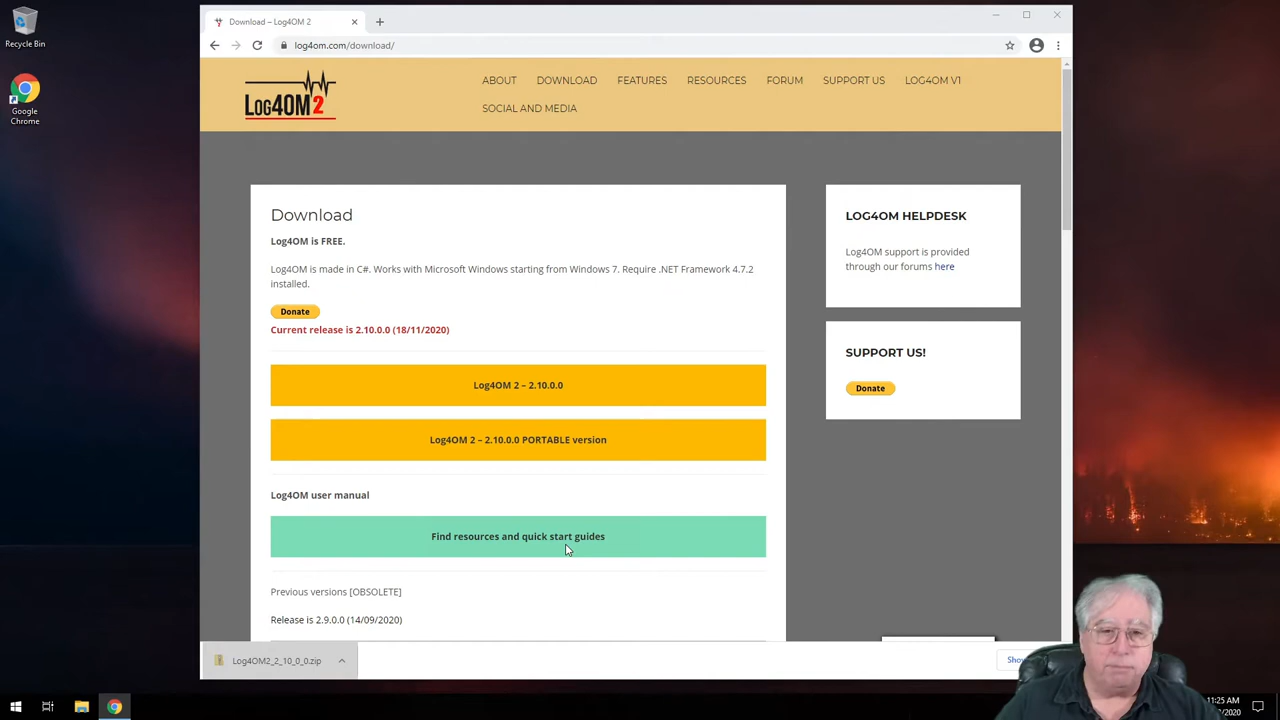 Recycle Bin
Google
Chrome
Download – Log4OM 2
log4om.com/download/
LOG4OM2
ABOUT
DOWNLOAD
FEATURES
RESOURCES
FORUM
SUPPORT US
LOG4OM V1
SOCIAL AND MEDIA
Download
Log4OM is FREE.
Log4OM is made in C#. Works with Microsoft Windows starting from Windows 7. Require .NET Framework 4.7.2
installed.
Donate
Current release is 2.10.0.0 (18/11/2020)
Log4OM 2 – 2.10.0.0
Log4OM 2 – 2.10.0.0 PORTABLE version
Log4OM user manual
Find resources and quick start guides
Previous versions [OBSOLETE]
Release is 2.9.0.0 (14/09/2020)
LOG4OM HELPDESK
Log4OM support is provided
through our forums here
SUPPORT US!
Donate
Log4OM2_2_10_0_0.zip
11:25 AM